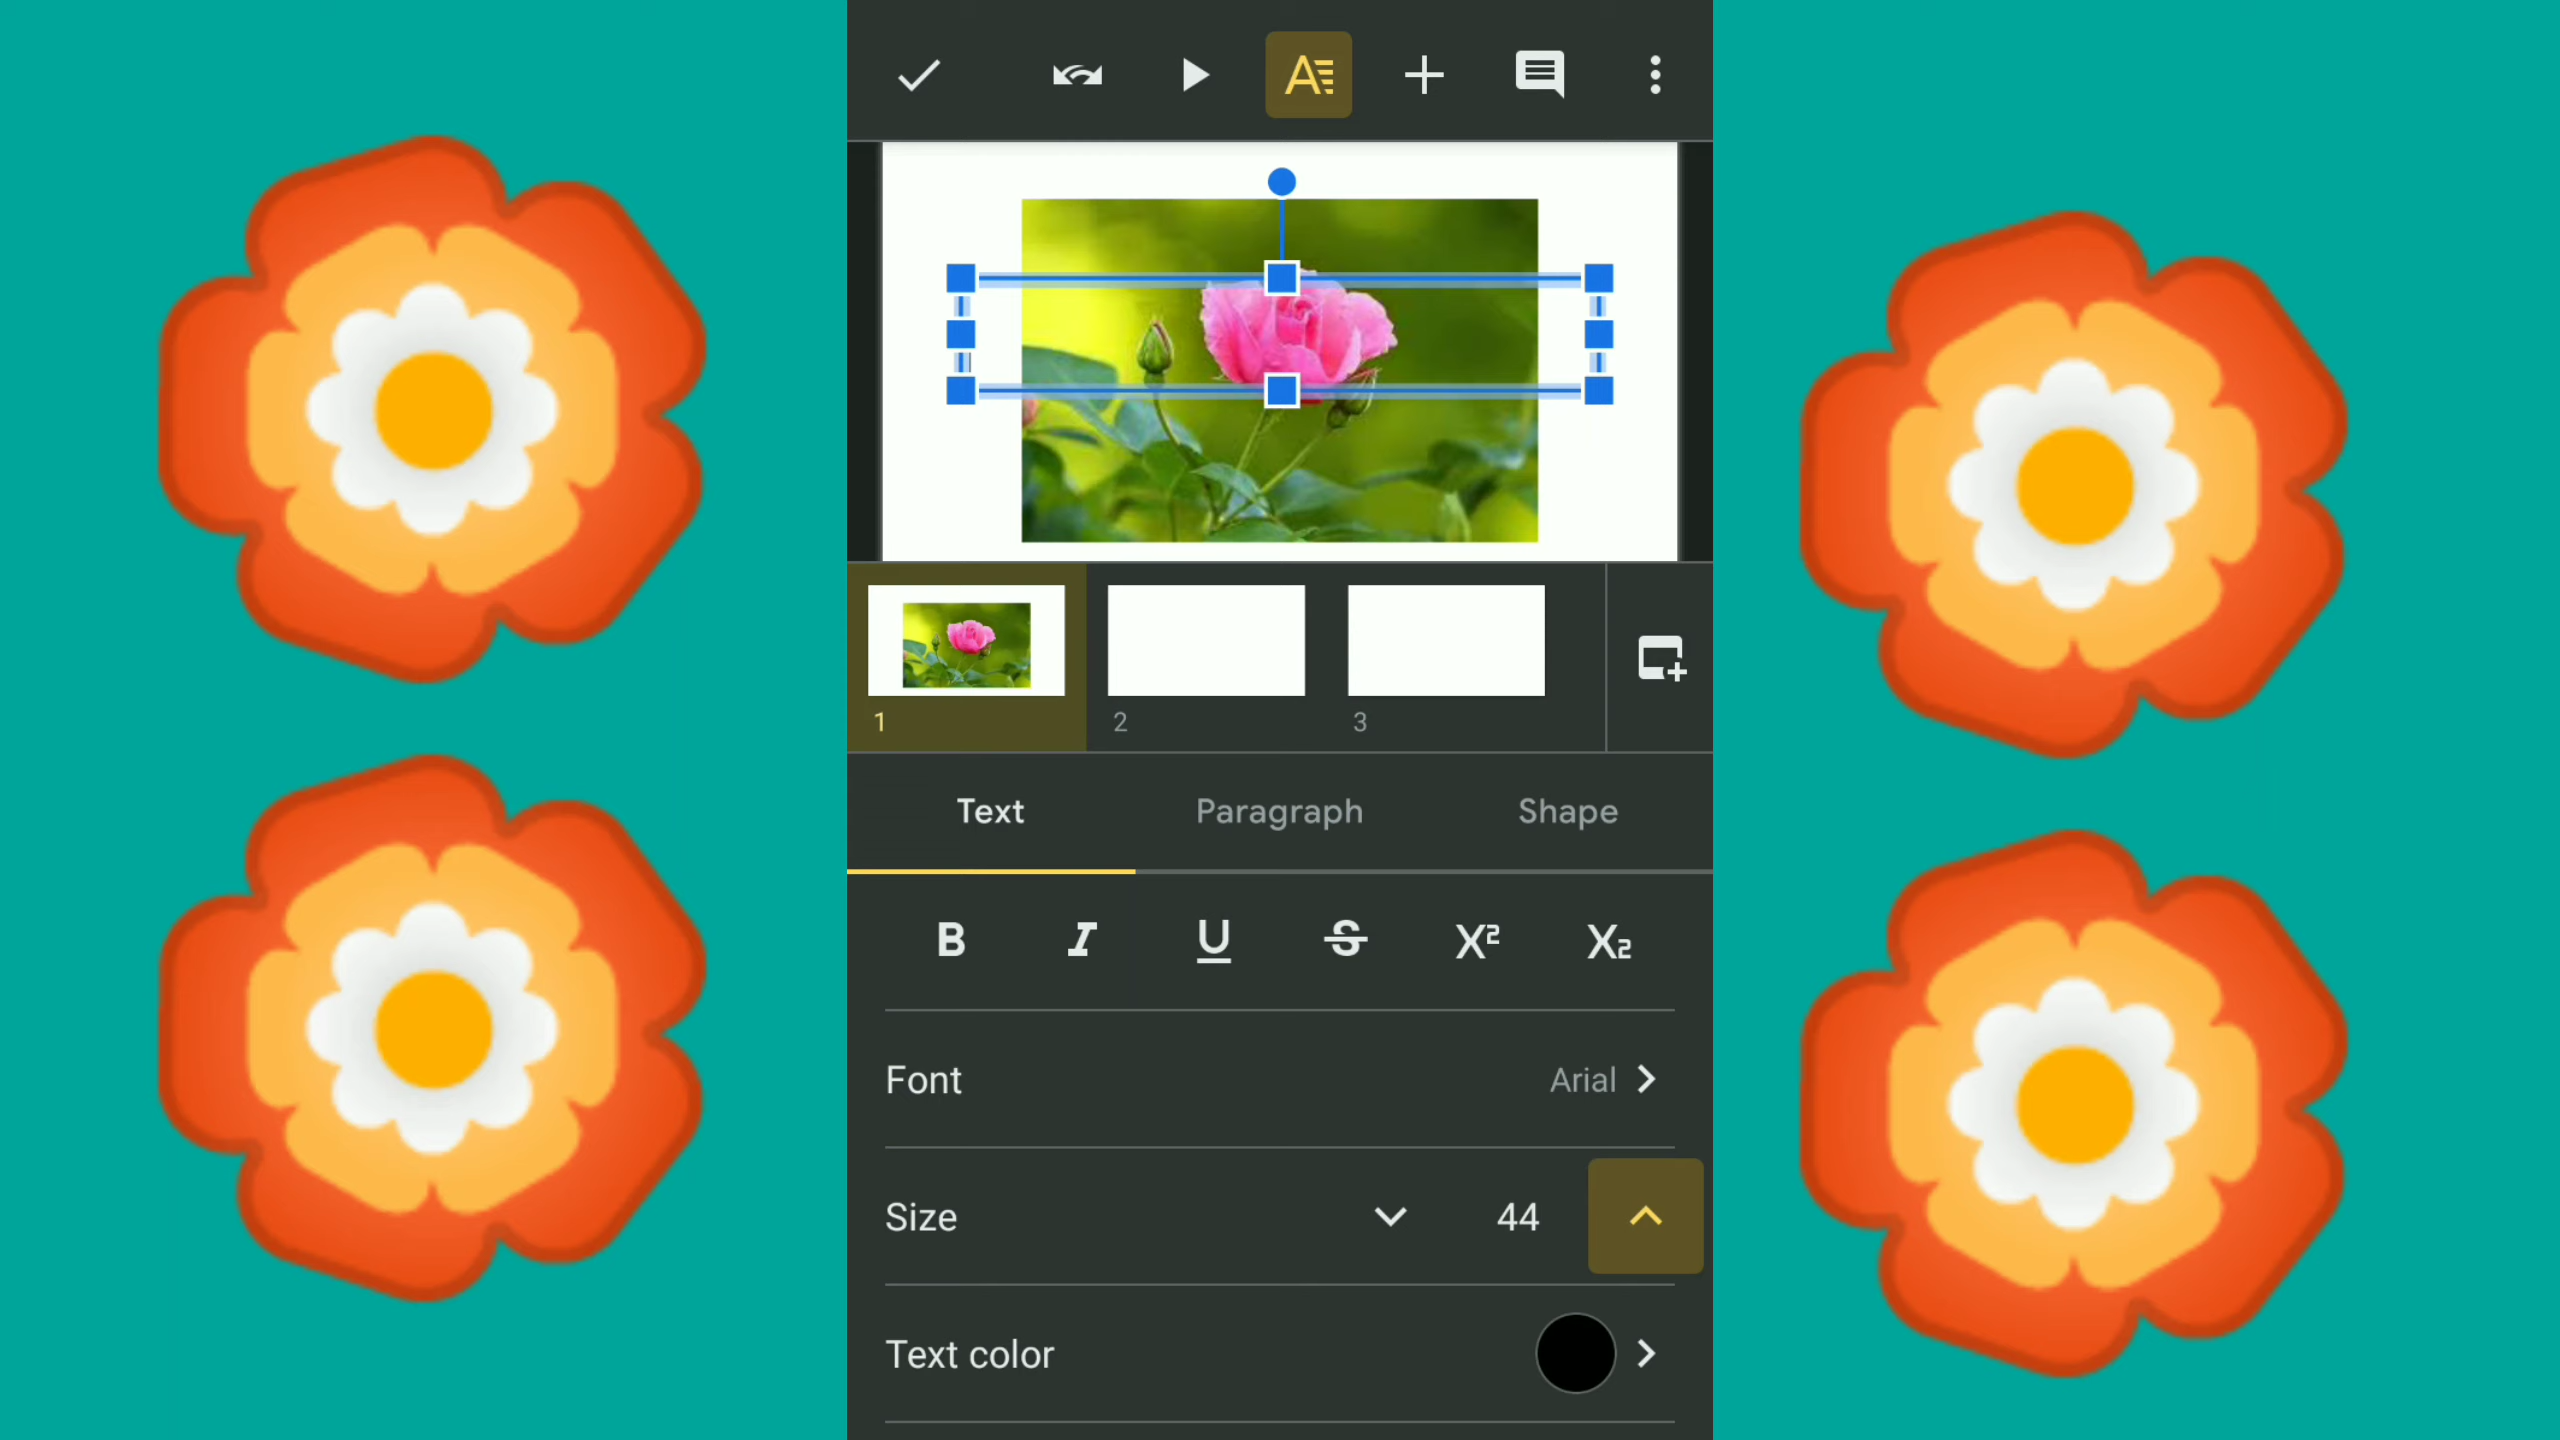 1
2
3
Text Paragraph Shape
B I U S X² X₂
Font Arial
Size 44
Text color